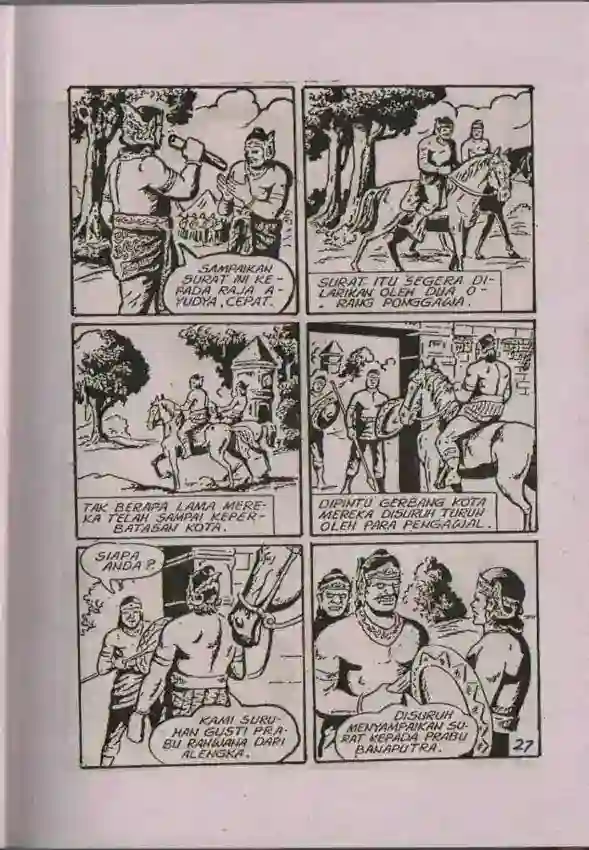 SAMPAIKAN
SURAT INI KE-
PADA RAJA A-
YUDYA, CEPAT.
SURAT ITU SEGERA DI-
LARIKAN OLEH DUA O-
RANG PONGGAWA.
TAK BERAPA LAMA MERE-
KA TELAH SAMPAI KEPER-
BATASAN KOTA.
DIPINTU GERBANG KOTA
MEREKA DISURUH TURUN
OLEH PARA PENGAWAL.
SIAPA
ANDA?
KAMI SURU-
HAN GUSTI PRA-
BU RAHWANA DARI
ALENGKA.
DISURUH
MENYAMPAIKAN SU-
RAT KEPADA PRABU
BANAPUTRA.
27